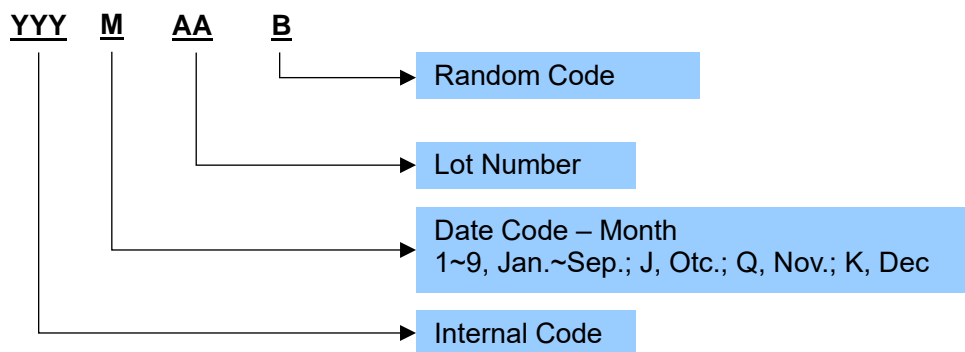 YYY M AA B
Random Code
Lot Number
Date Code – Month
1~9, Jan.~Sep.; J, Otc.; Q, Nov.; K, Dec
Internal Code